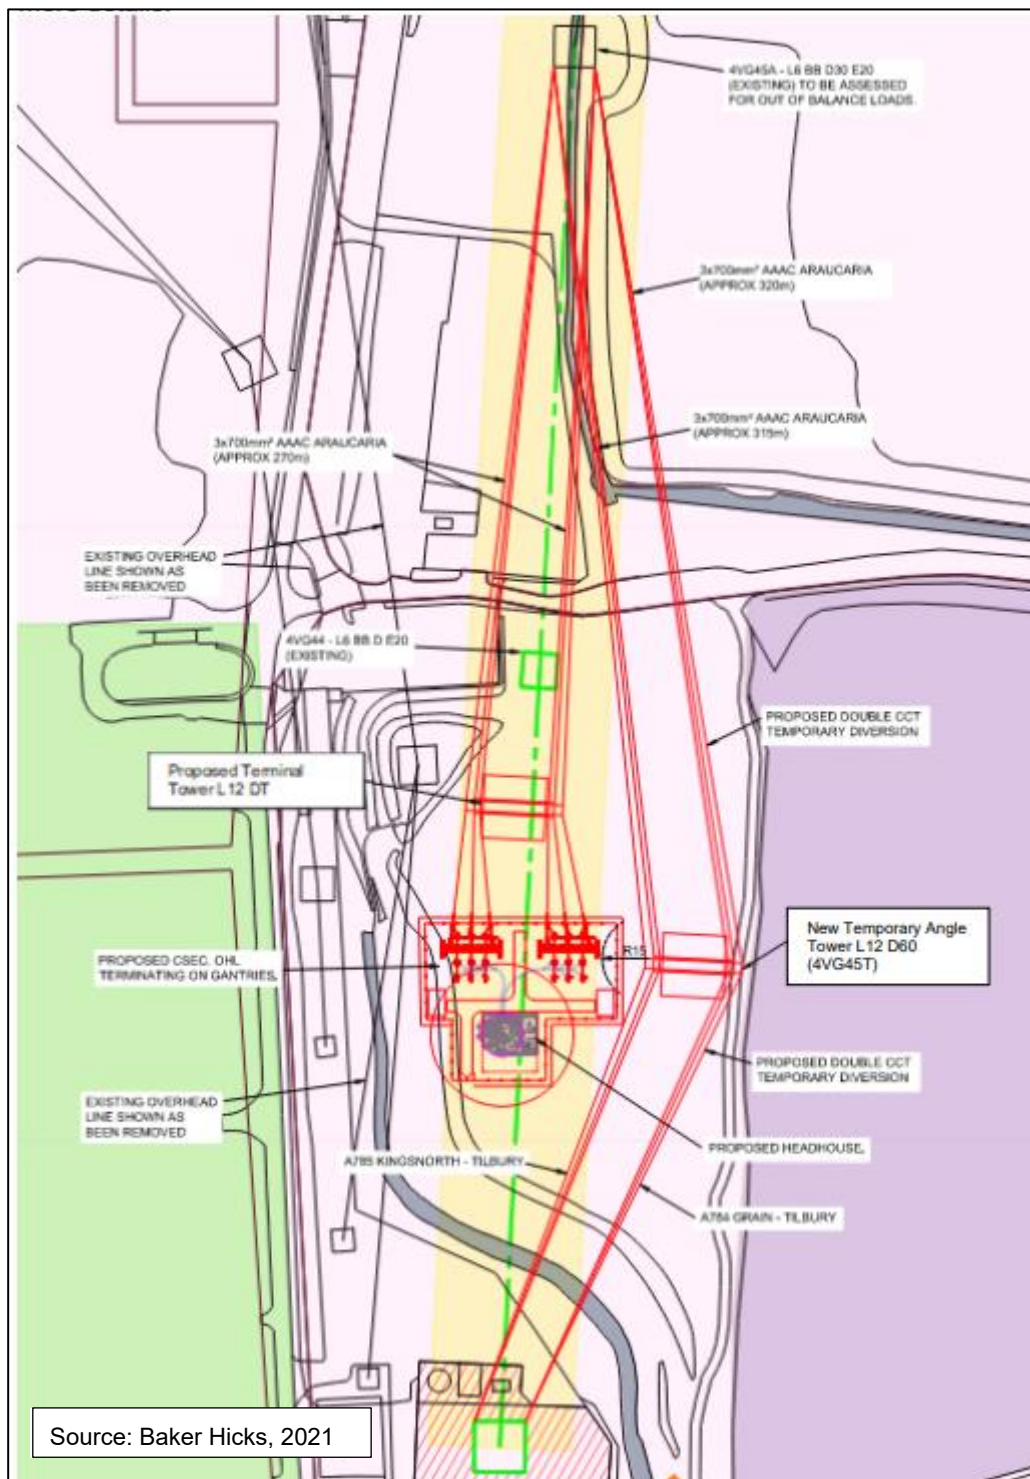 4VG45A - L6 BB D30 E20
(EXISTING) TO BE ASSESSED
FOR OUT OF BALANCE LOADS.
3x700mm² AAAC ARAUCARIA
(APPROX 320m)
3x700mm² AAAC ARAUCARIA
(APPROX 315m)
3x700mm² AAAC ARAUCARIA
(APPROX 270m)
EXISTING OVERHEAD
LINE SHOWN AS
BEEN REMOVED
4VG44 - L6 BB D E20
(EXISTING)
PROPOSED DOUBLE CCT
TEMPORARY DIVERSION
Proposed Terminal
Tower L12 DT
New Temporary Angle
Tower L12 D60
(4VG45T)
R15
PROPOSED CSEC. OHL
TERMINATING ON GANTRIES.
PROPOSED DOUBLE CCT
TEMPORARY DIVERSION
EXISTING OVERHEAD
LINE SHOWN AS
BEEN REMOVED
PROPOSED HEADHOUSE.
A785 KINGSNORTH - TILBURY
A784 GRAIN - TILBURY
Source: Baker Hicks, 2021